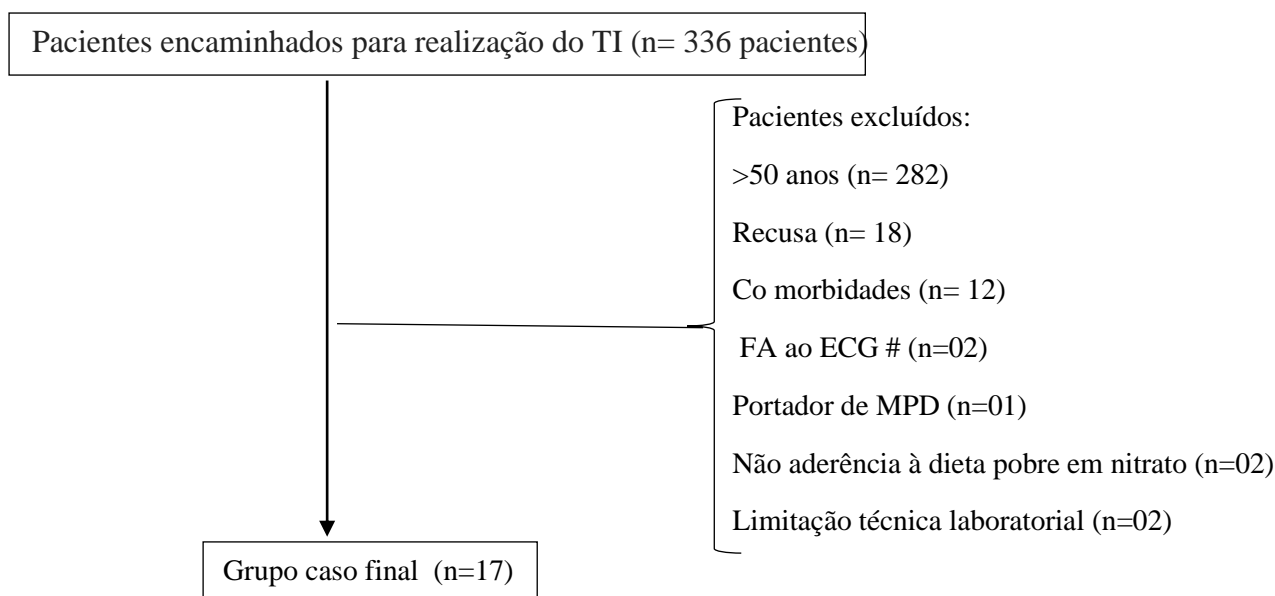 Pacientes encaminhados para realização do TI (n= 336 pacientes)
Pacientes excluídos:
>50 anos (n= 282)
Recusa (n= 18)
Co morbidades (n= 12)
FA ao ECG # (n=02)
Portador de MPD (n=01)
Não aderência à dieta pobre em nitrato (n=02)
Limitação técnica laboratorial (n=02)
Grupo caso final (n=17)